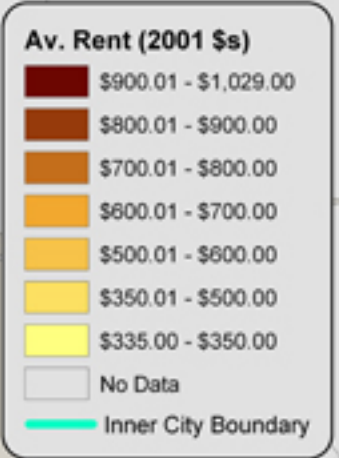 Av. Rent (2001 $s)
$900.01 - $1,029.00
$800.01 - $900.00
$700.01 - $800.00
$600.01 - $700.00
$500.01 - $600.00
$350.01 - $500.00
$335.00 - $350.00
No Data
Inner City Boundary